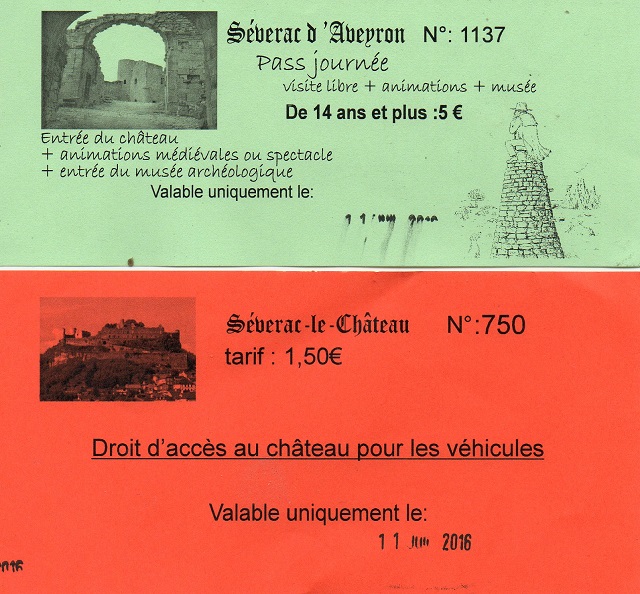 Séverac d'Aveyron N°: 1137
Pass journée
visite libre + animations + musée
De 14 ans et plus :5 €
Entrée du château
+ animations médiévales ou spectacle
+ entrée du musée archéologique
Valable uniquement le:
Séverac-le-Château N°:750
tarif : 1,50€
Droit d'accès au château pour les véhicules
Valable uniquement le:
11 2016